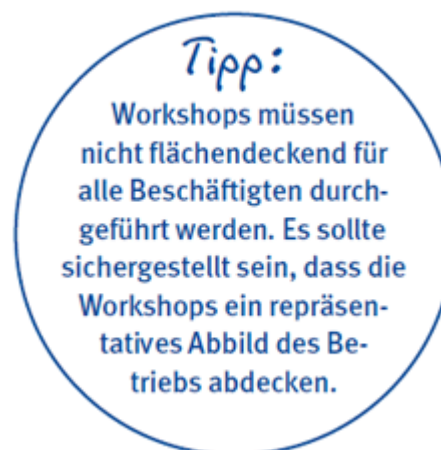 Tipp:
Workshops müssen
nicht flächendeckend für
alle Beschäftigten durch-
geführt werden. Es sollte
sichergestellt sein, dass die
Workshops ein repräsen-
tatives Abbild des Be-
triebs abdecken.